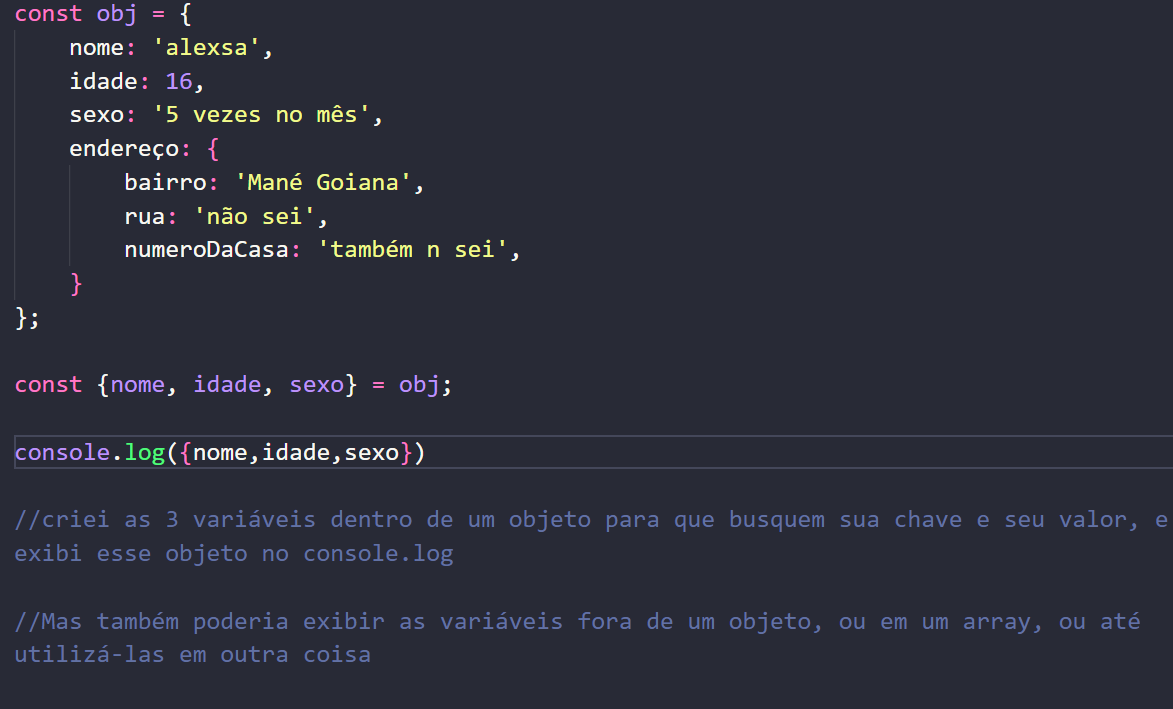 const obj = {
    nome: 'alexsa',
    idade: 16,
    sexo: '5 vezes no mês',
    endereço: {
        bairro: 'Mané Goiana',
        rua: 'não sei',
        numeroDaCasa: 'também n sei',
    }
};
const {nome, idade, sexo} = obj;
console.log({nome,idade,sexo})
//criei as 3 variáveis dentro de um objeto para que busquem sua chave e seu valor, e
exibi esse objeto no console.log
//Mas também poderia exibir as variáveis fora de um objeto, ou em um array, ou até
utilizá-las em outra coisa